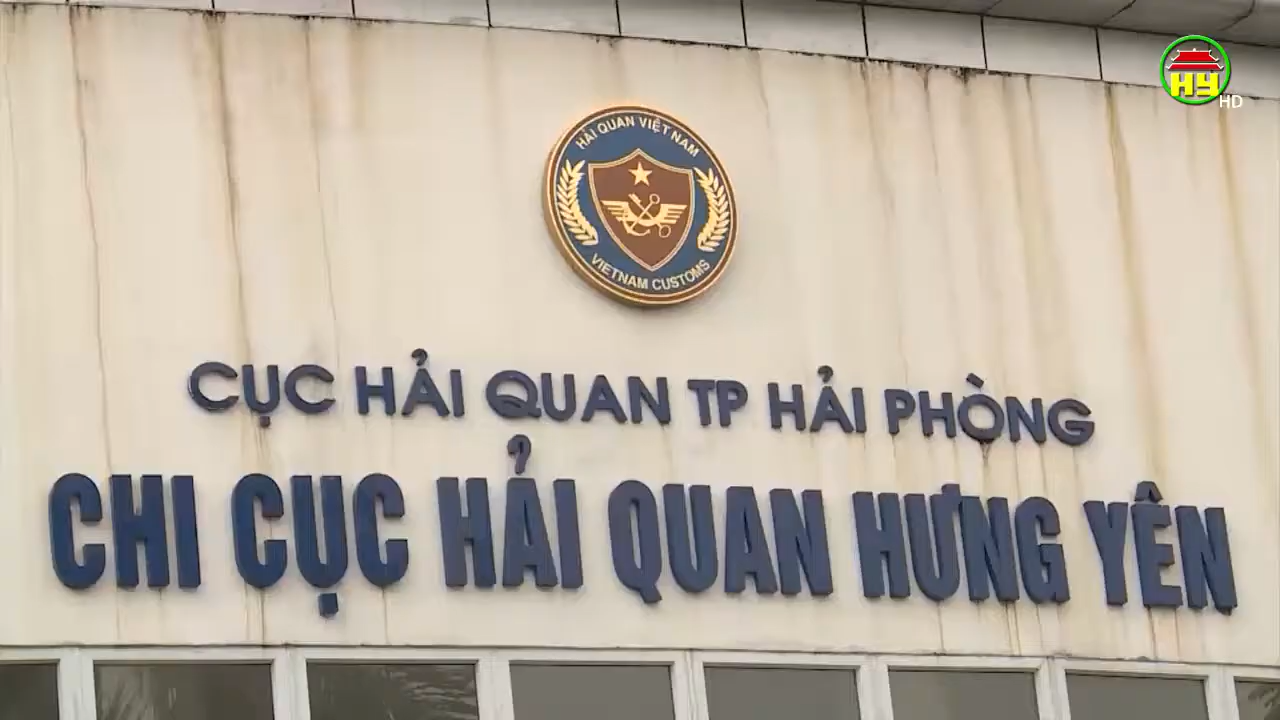 HY
HD
HẢI QUAN VIỆT NAM
VIETNAM CUSTOMS
CỤC HẢI QUAN TP HẢI PHÒNG
CHI CỤC HẢI QUAN HƯNG YÊN